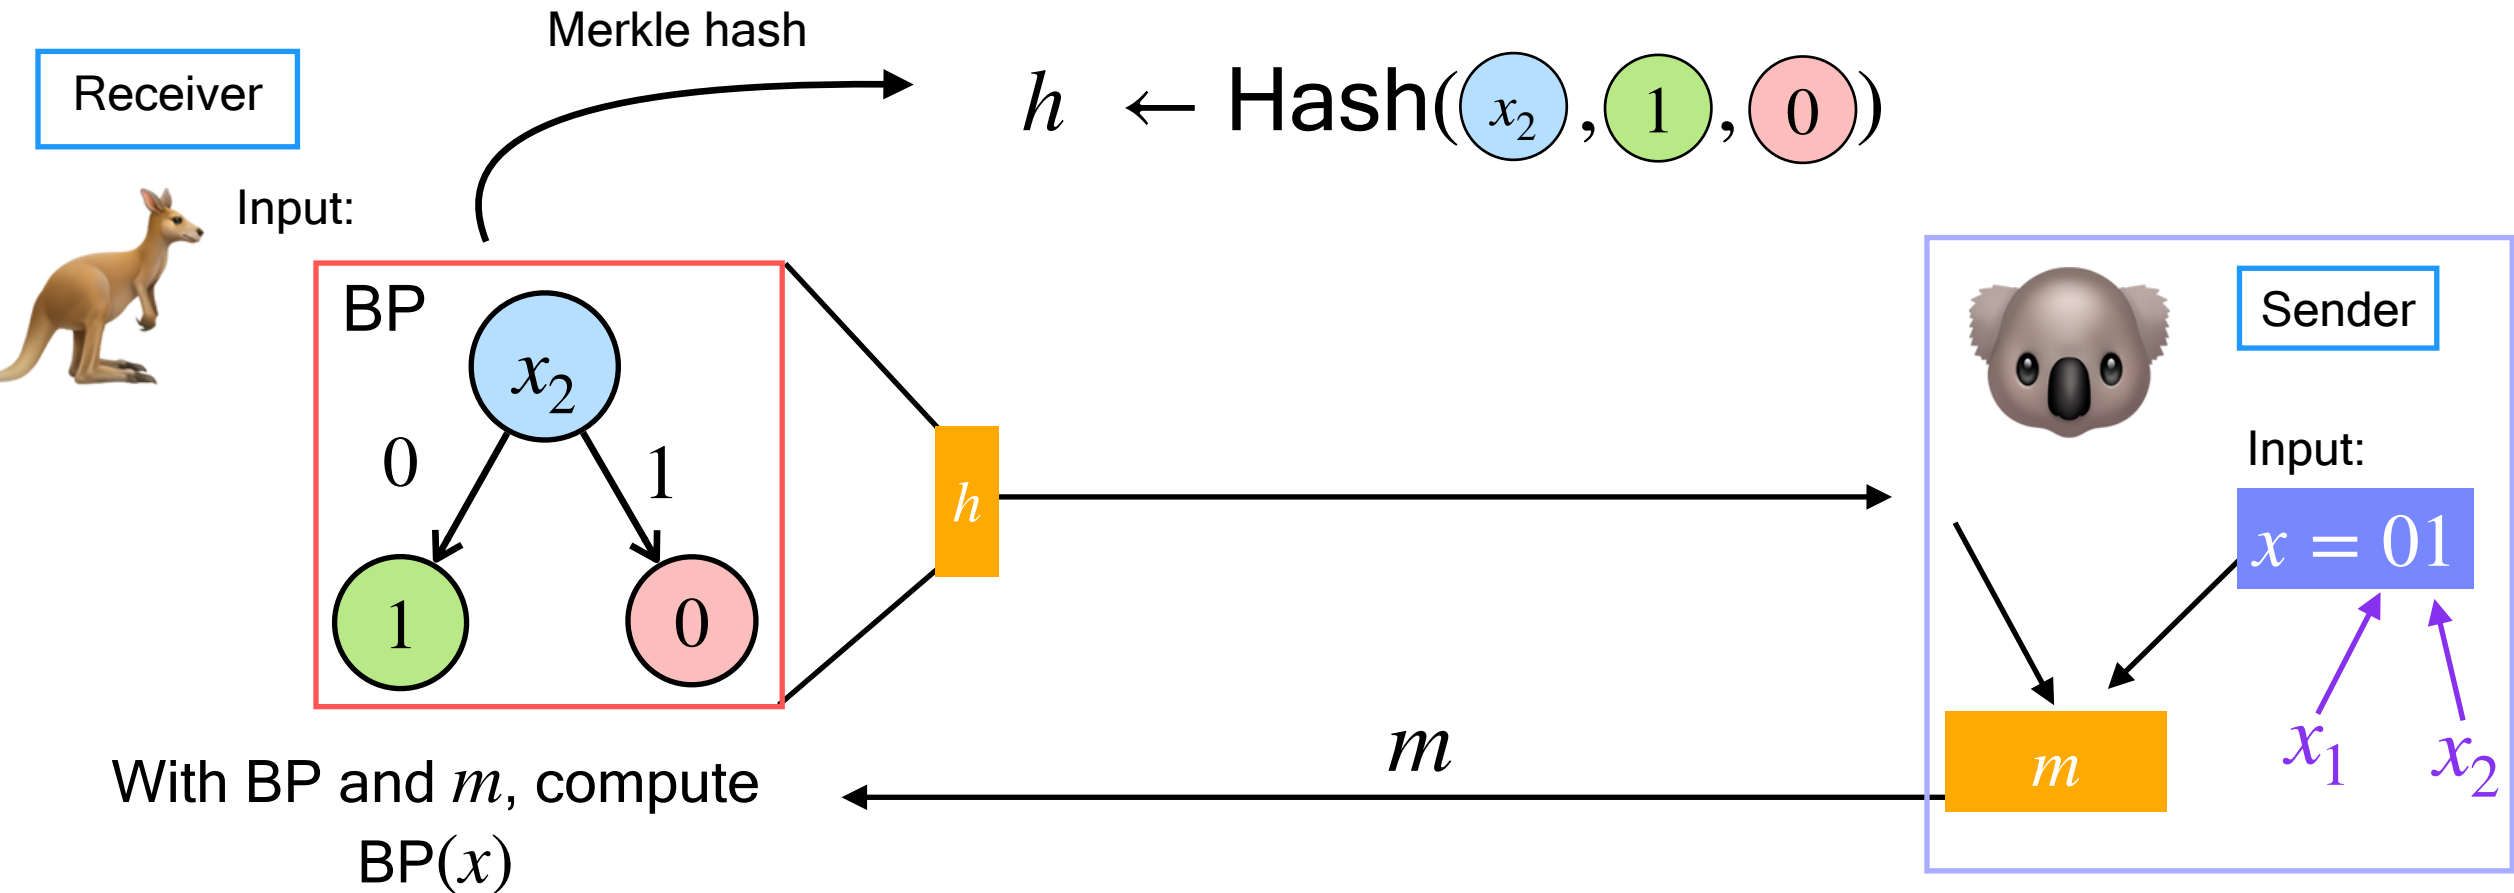 Merkle hash
Receiver
h ← Hash(x₂, 1, 0)
Input:
BP
x₂
0 1
1 0
h
Sender
Input:
x = 01
x₁ x₂
m
m
With BP and m, compute
BP(x)